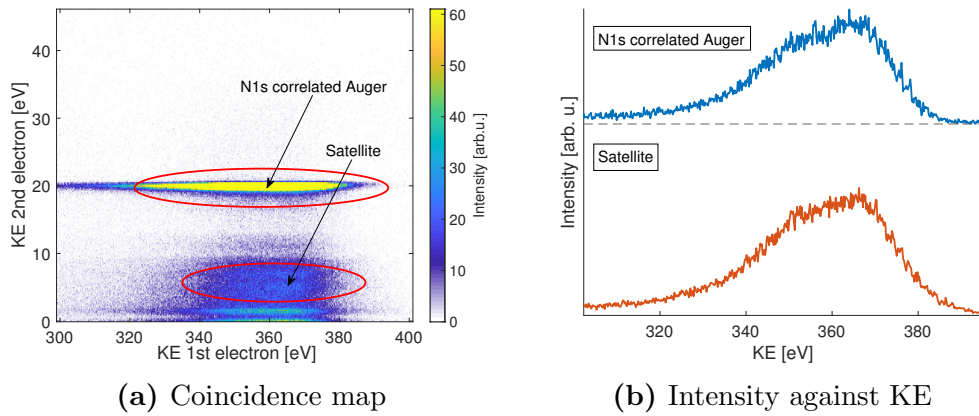 KE 2nd electron [eV]
40
30
20
10
0
300 320 340 360 380 400
KE 1st electron [eV]
N1s correlated Auger
Satellite
60
50
40
30
20
10
0
Intensity [arb.u.]
(a) Coincidence map
Intensity [arb. u.]
N1s correlated Auger
Satellite
320 340 360 380
KE [eV]
(b) Intensity against KE